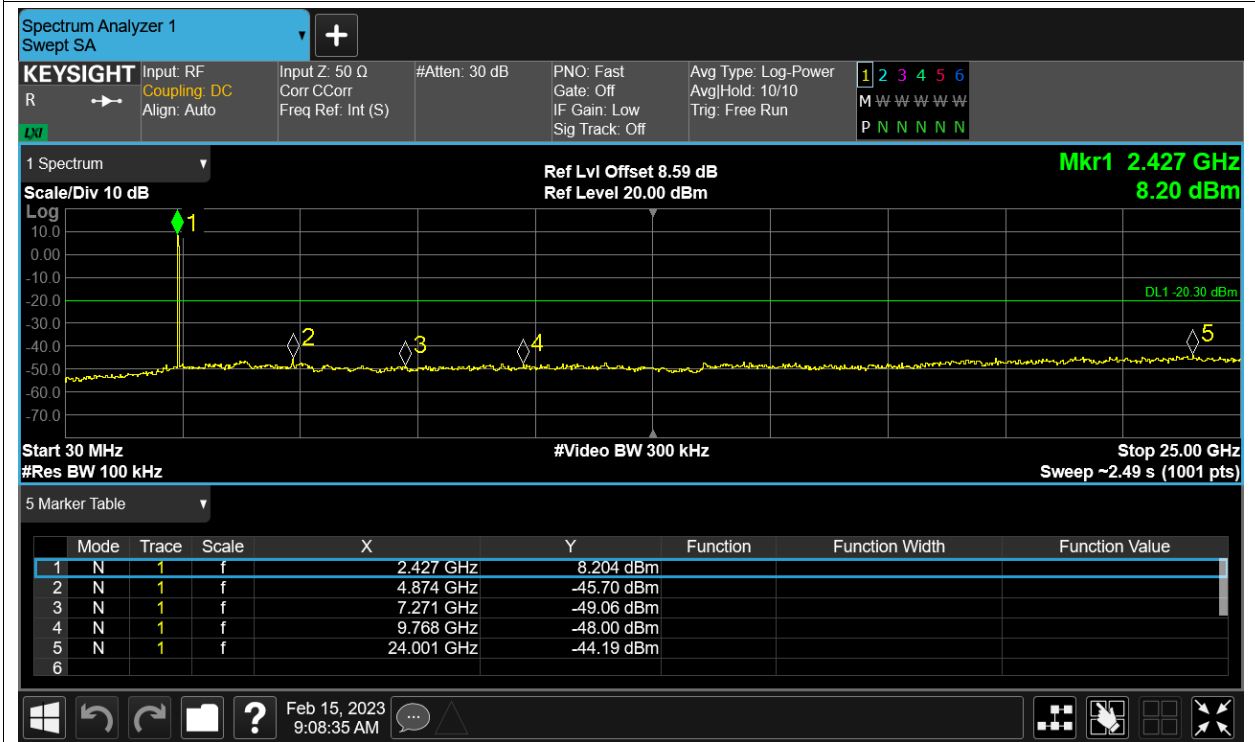 Spectrum Analyzer 1
Swept SA
+
KEYSIGHT
R
LXI
Input: RF
Coupling: DC
Align: Auto
Input Z: 50 Ω
Corr CCorr
Freq Ref: Int (S)
#Atten: 30 dB
PNO: Fast
Gate: Off
IF Gain: Low
Sig Track: Off
Avg Type: Log-Power
Avg|Hold: 10/10
Trig: Free Run
1 2 3 4 5 6
M W W W W W
P N N N N N
1 Spectrum
Scale/Div 10 dB
Ref Lvl Offset 8.59 dB
Ref Level 20.00 dBm
Mkr1 2.427 GHz
8.20 dBm
Log
10.0
0.00
-10.0
-20.0
-30.0
-40.0
-50.0
-60.0
-70.0
1
2
3
4
5
DL1 -20.30 dBm
Start 30 MHz
#Video BW 300 kHz
Stop 25.00 GHz
#Res BW 100 kHz
Sweep ~2.49 s (1001 pts)
5 Marker Table
Mode Trace Scale X Y Function Function Width Function Value
1 N 1 f 2.427 GHz 8.204 dBm
2 N 1 f 4.874 GHz -45.70 dBm
3 N 1 f 7.271 GHz -49.06 dBm
4 N 1 f 9.768 GHz -48.00 dBm
5 N 1 f 24.001 GHz -44.19 dBm
6
?
Feb 15, 2023
9:08:35 AM